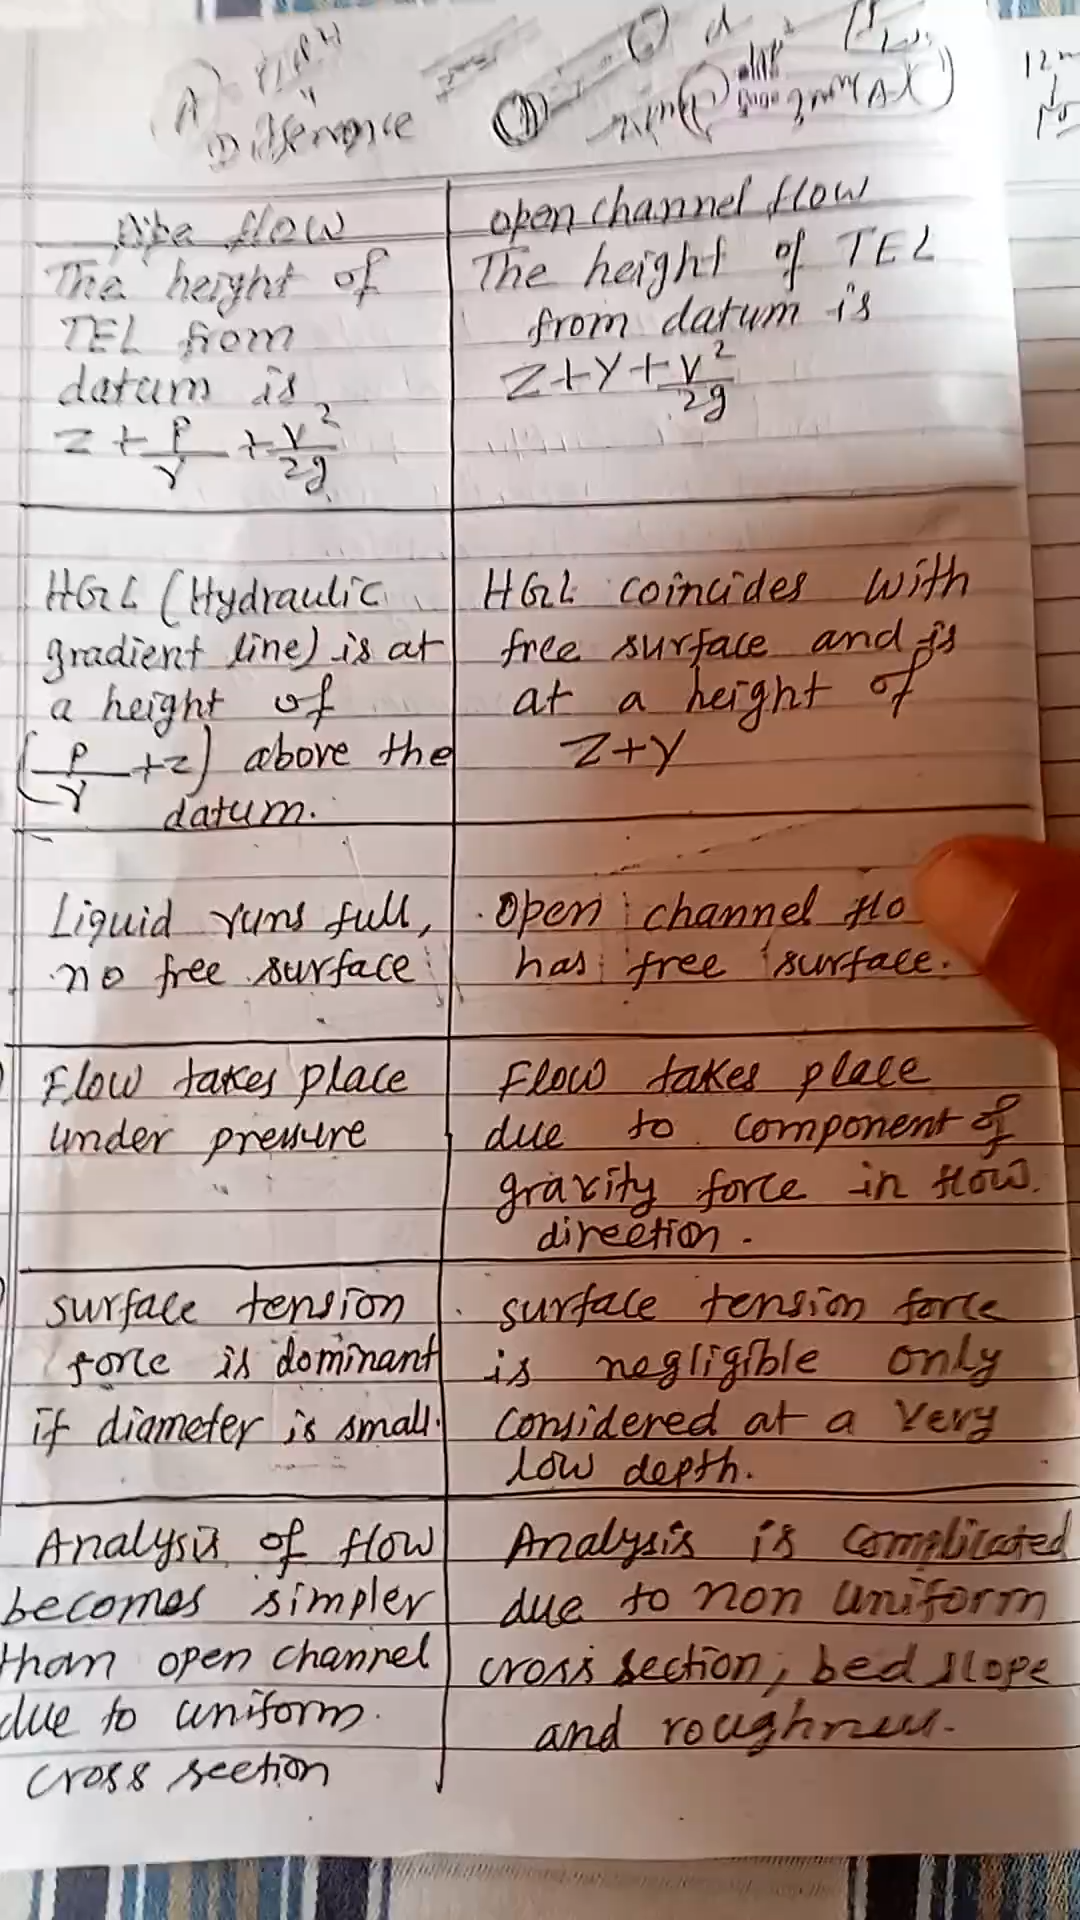 Difference
pipe flow
The height of
TEL from
datum is
Z + P/γ + V²/2g
open channel flow
The height of TEL
from datum is
Z+Y+V²/2g
HGL (Hydraulic
gradient line) is at
a height of
(P/γ +z) above the
datum.
HGL coincides with
free surface and is
at a height of
Z+Y
Liquid runs full,
no free surface
Open channel flo
has free surface.
Flow takes place
under pressure
Flow takes place
due to component of
gravity force in flow.
direction.
surface tension
force is dominant
if diameter is small.
surface tension force
is negligible only
considered at a very
low depth.
Analysis of flow
becomes simpler
than open channel
due to uniform.
cross section
Analysis is complicated
due to non uniform
cross section, bed slope
and roughness.